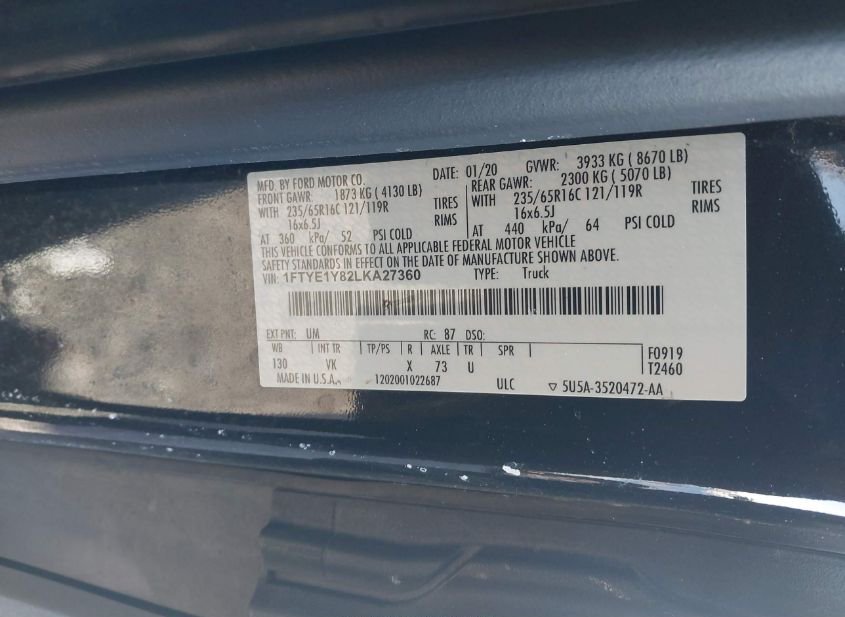 MFD. BY FORD MOTOR CO. DATE: 01/20 GVWR: 3933 KG ( 8670 LB)
FRONT GAWR: 1873 KG ( 4130 LB) REAR GAWR: 2300 KG ( 5070 LB)
WITH 235/65R16C 121/119R TIRES WITH 235/65R16C 121/119R TIRES
16x6.5J RIMS 16x6.5J RIMS
AT 360 kPa/ 52 PSI COLD AT 440 kPa/ 64 PSI COLD
THIS VEHICLE CONFORMS TO ALL APPLICABLE FEDERAL MOTOR VEHICLE
SAFETY STANDARDS IN EFFECT ON THE DATE OF MANUFACTURE SHOWN ABOVE.
VIN: 1FTYE1Y82LKA27360 TYPE: Truck
EXT PNT: UM RC: 87 DSO:
WB INT TR TP/PS R AXLE TR SPR F0919
130 VK X 73 U T2460
MADE IN U.S.A. 1202001022687 ULC ▽ 5U5A-3520472-AA